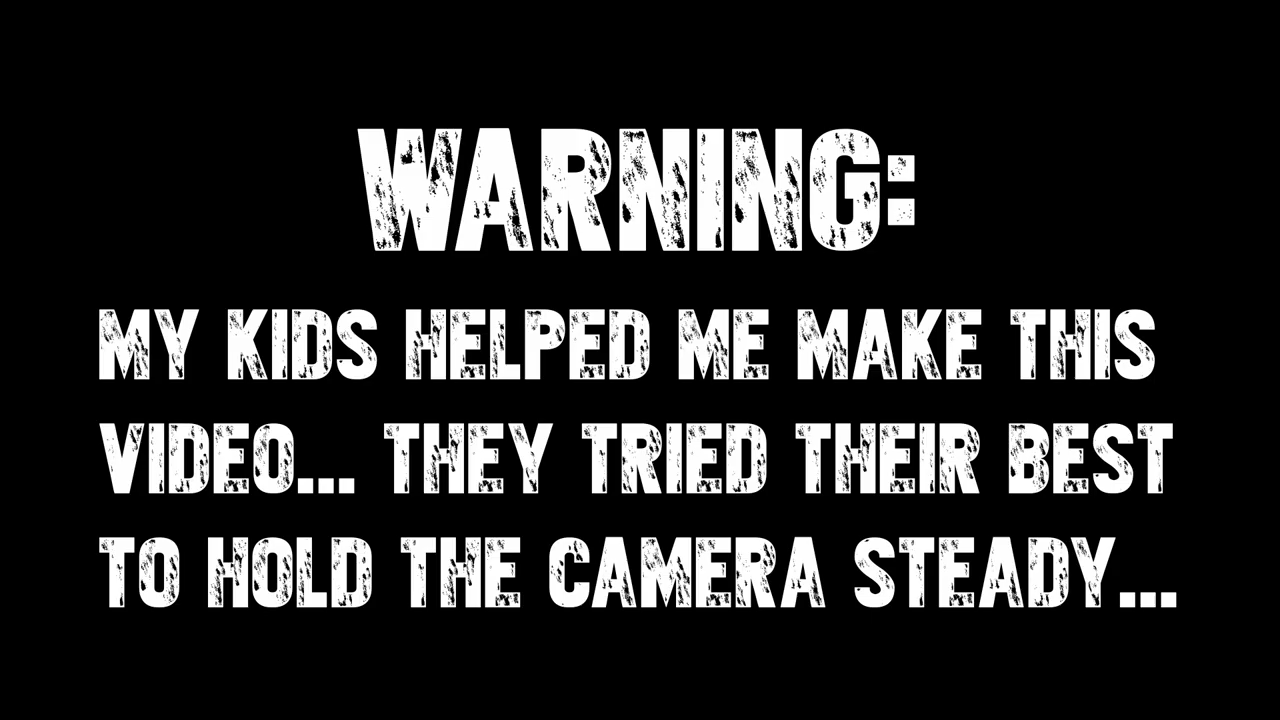 WARNING:
MY KIDS HELPED ME MAKE THIS
VIDEO... THEY TRIED THEIR BEST
TO HOLD THE CAMERA STEADY...